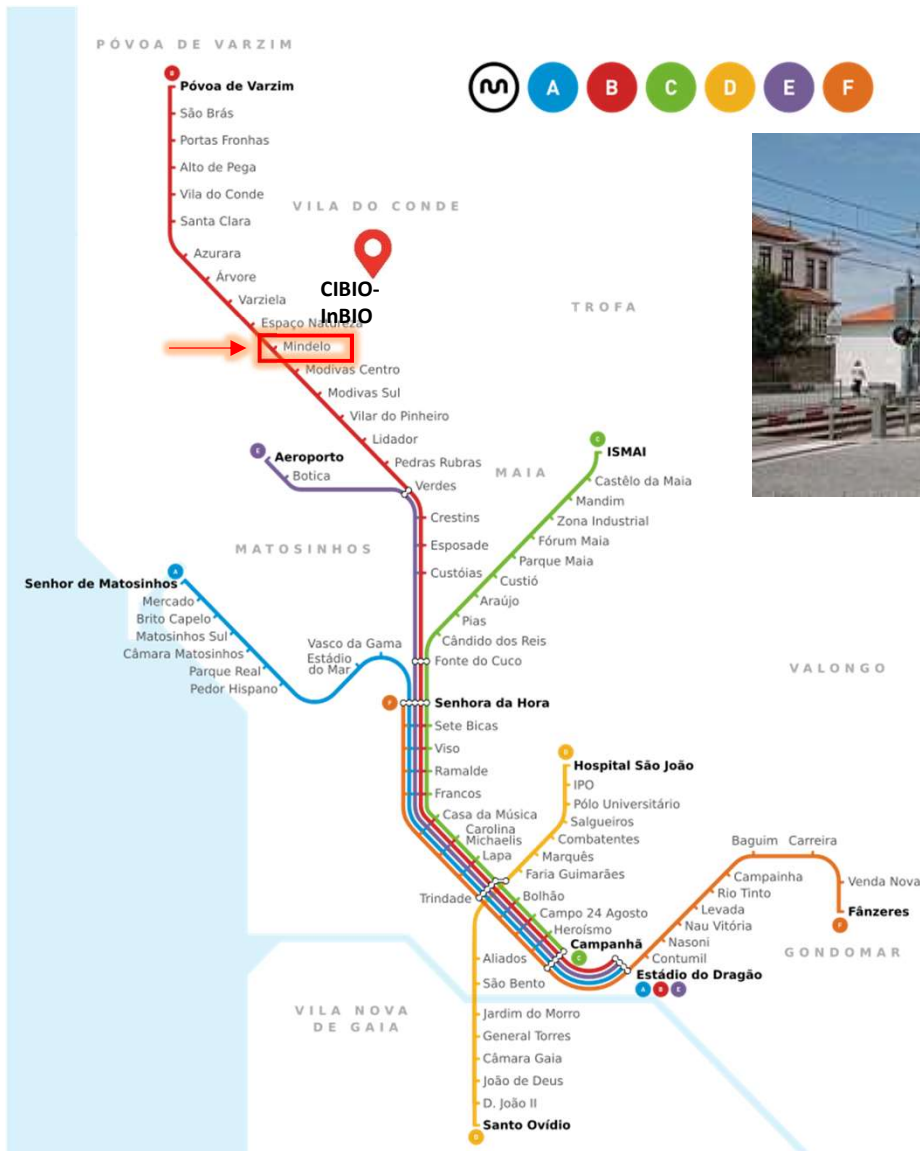 PÓVOA DE VARZIM
A B C D E F
B
Póvoa de Varzim
São Brás
Portas Fronhas
Alto de Pega
Vila do Conde
Santa Clara
VILA DO CONDE
Azurara
Árvore
Varziela
CIBIO-
InBIO
Espaço Natureza
TROFA
Mindelo
Modivas Centro
Modivas Sul
Vilar do Pinheiro
Lidador
Pedras Rubras
Verdes
E
Aeroporto
Botica
MAIA
C
ISMAI
Castêlo da Maia
Mandim
Zona Industrial
Fórum Maia
Parque Maia
Custió
Araújo
Pias
Cândido dos Reis
Crestins
Esposade
Custóias
Fonte do Cuco
MATOSINHOS
A
Senhor de Matosinhos
Mercado
Brito Capelo
Matosinhos Sul
Câmara Matosinhos
Parque Real
Pedor Hispano
Vasco da Gama
Estádio
do Mar
VALONGO
F
Senhora da Hora
Sete Bicas
Viso
Ramalde
Francos
Casa da Música
Carolina
Michaelis
Lapa
D
Hospital São João
IPO
Pólo Universitário
Salgueiros
Combatentes
Marquês
Faria Guimarães
Trindade
Bolhão
Campo 24 Agosto
Heroísmo
Campanhã
C
Estádio do Dragão
A B E
Baguim Carreira
Campainha
Rio Tinto
Levada
Nau Vitória
Nasoni
Contumil
Venda Nova
Fânzeres
F
GONDOMAR
Aliados
São Bento
VILA NOVA
DE GAIA
Jardim do Morro
General Torres
Câmara Gaia
João de Deus
D. João II
Santo Ovídio
D